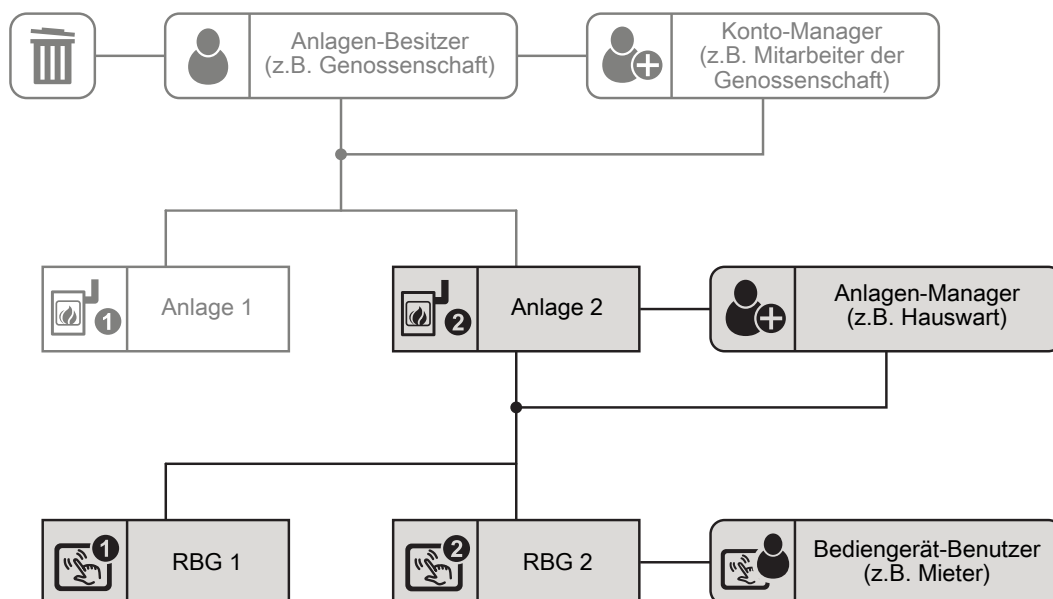 Anlagen-Besitzer
(z.B. Genossenschaft)
Konto-Manager
(z.B. Mitarbeiter der
Genossenschaft)
1
Anlage 1
2
Anlage 2
Anlagen-Manager
(z.B. Hauswart)
1
RBG 1
2
RBG 2
Bediengerät-Benutzer
(z.B. Mieter)